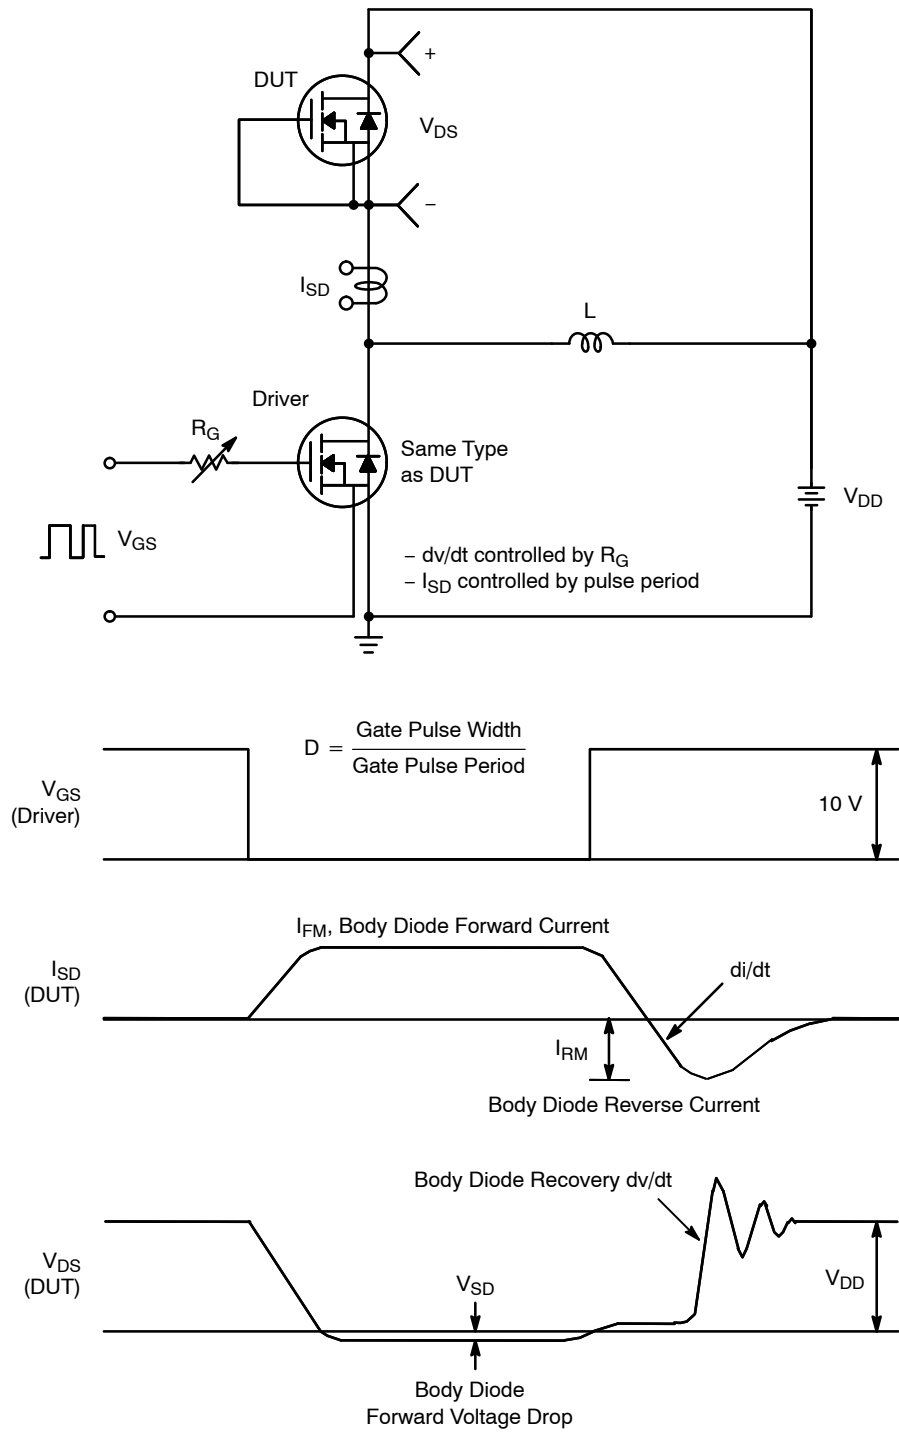 +
DUT
V_DS
–
I_SD
L
Driver
R_G
Same Type
as DUT
V_DD
V_GS
– dv/dt controlled by R_G
– I_SD controlled by pulse period
D = Gate Pulse Width
Gate Pulse Period
V_GS
(Driver)
10 V
I_FM, Body Diode Forward Current
I_SD
(DUT)
di/dt
I_RM
Body Diode Reverse Current
Body Diode Recovery dv/dt
V_DS
(DUT)
V_SD
V_DD
Body Diode
Forward Voltage Drop